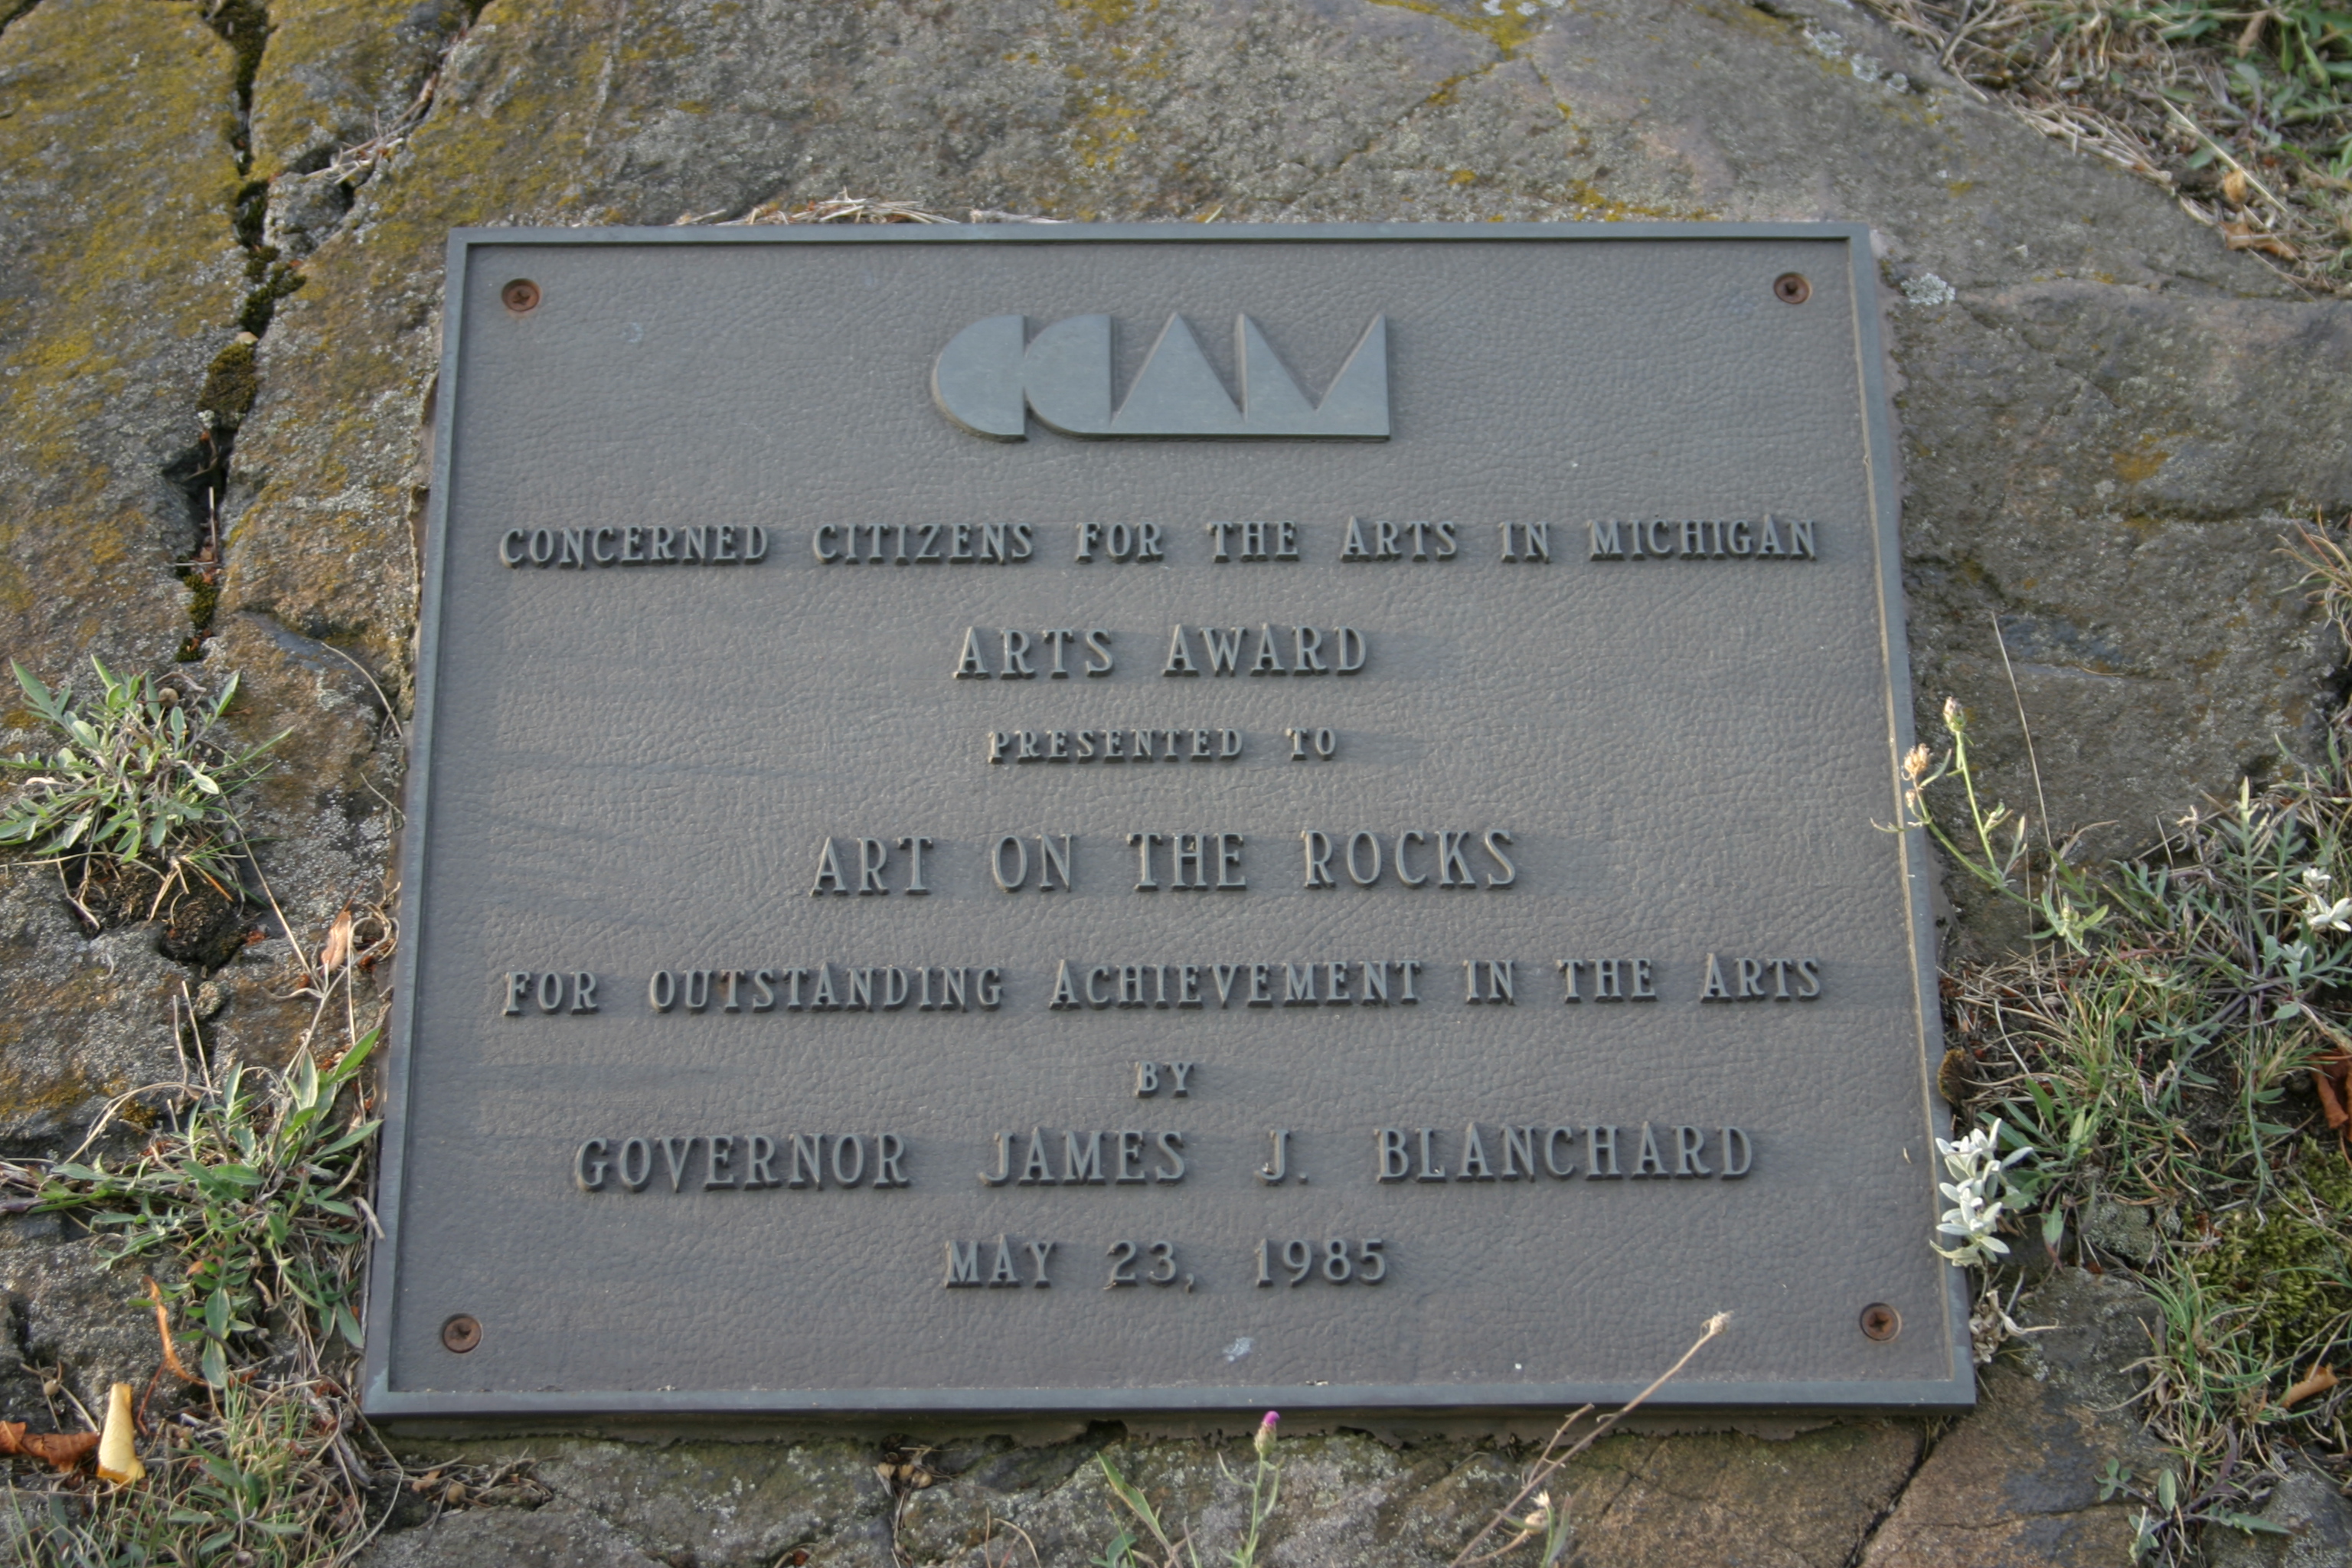 CCAM
CONCERNED CITIZENS FOR THE ARTS IN MICHIGAN
ARTS AWARD
PRESENTED TO
ART ON THE ROCKS
FOR OUTSTANDING ACHIEVEMENT IN THE ARTS
BY
GOVERNOR JAMES J. BLANCHARD
MAY 23, 1985